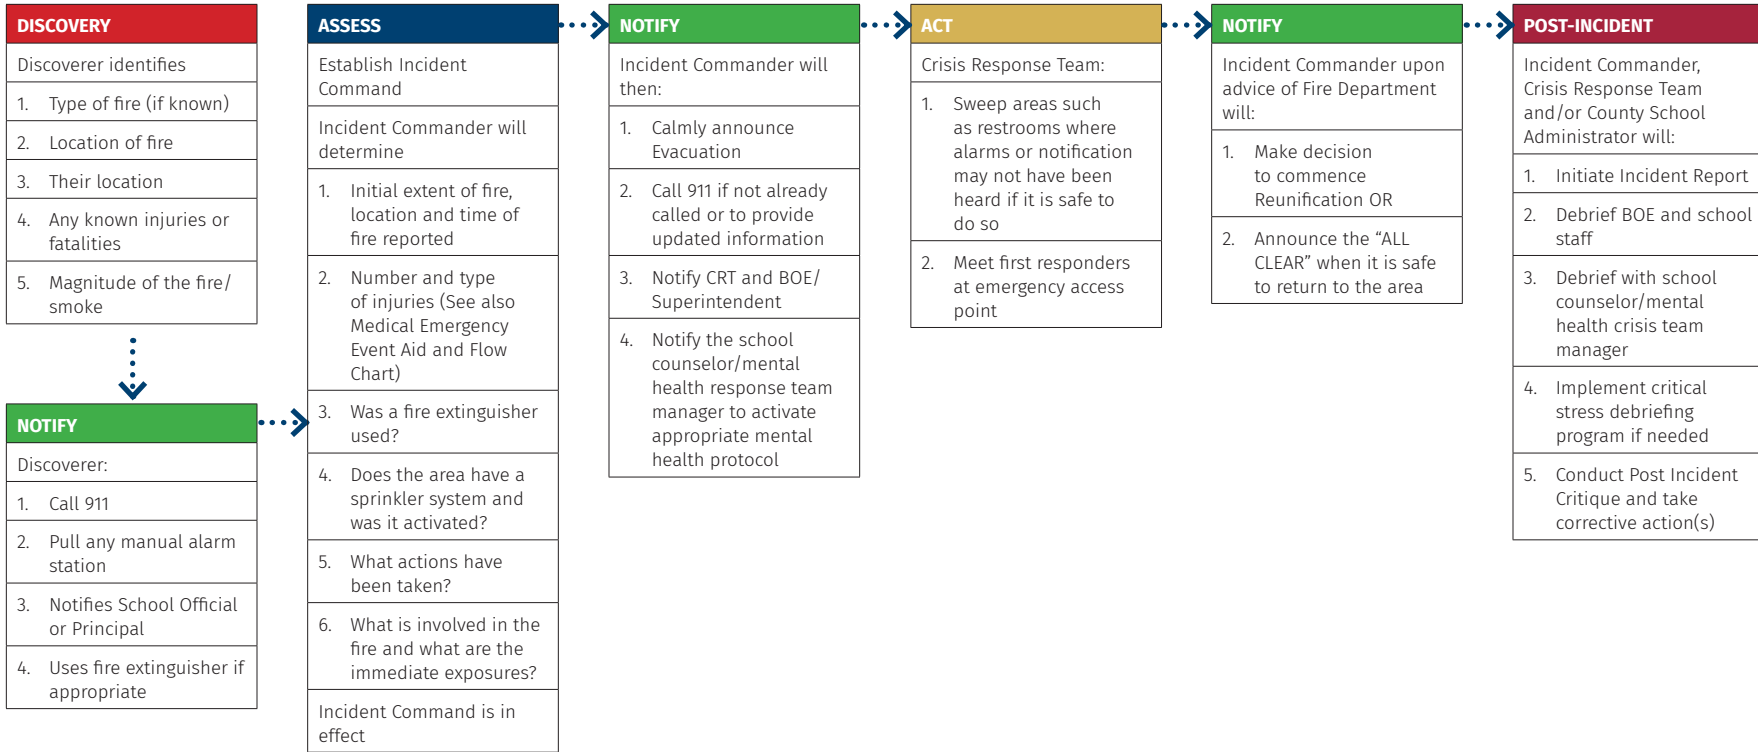 DISCOVERY
Discoverer identifies
1. Type of fire (if known)
2. Location of fire
3. Their location
4. Any known injuries or
fatalities
5. Magnitude of the fire/
smoke
NOTIFY
Discoverer:
1. Call 911
2. Pull any manual alarm
station
3. Notifies School Official
or Principal
4. Uses fire extinguisher if
appropriate
ASSESS
Establish Incident
Command
Incident Commander will
determine
1. Initial extent of fire,
location and time of
fire reported
2. Number and type
of injuries (See also
Medical Emergency
Event Aid and Flow
Chart)
3. Was a fire extinguisher
used?
4. Does the area have a
sprinkler system and
was it activated?
5. What actions have
been taken?
6. What is involved in the
fire and what are the
immediate exposures?
Incident Command is in
effect
NOTIFY
Incident Commander will
then:
1. Calmly announce
Evacuation
2. Call 911 if not already
called or to provide
updated information
3. Notify CRT and BOE/
Superintendent
4. Notify the school
counselor/mental
health response team
manager to activate
appropriate mental
health protocol
ACT
Crisis Response Team:
1. Sweep areas such
as restrooms where
alarms or notification
may not have been
heard if it is safe to
do so
2. Meet first responders
at emergency access
point
NOTIFY
Incident Commander upon
advice of Fire Department
will:
1. Make decision
to commence
Reunification OR
2. Announce the “ALL
CLEAR” when it is safe
to return to the area
POST-INCIDENT
Incident Commander,
Crisis Response Team
and/or County School
Administrator will:
1. Initiate Incident Report
2. Debrief BOE and school
staff
3. Debrief with school
counselor/mental
health crisis team
manager
4. Implement critical
stress debriefing
program if needed
5. Conduct Post Incident
Critique and take
corrective action(s)